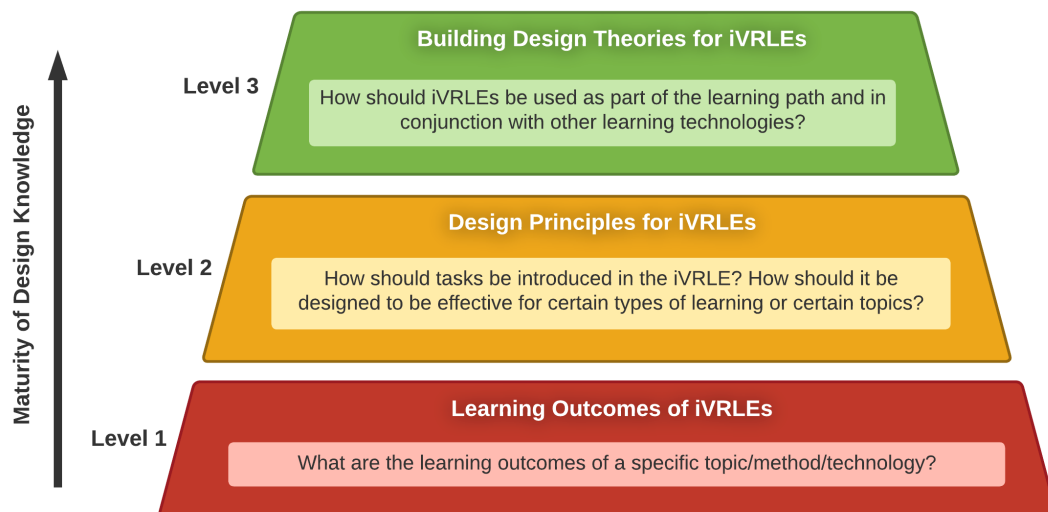 Building Design Theories for iVRLEs
Level 3
How should iVRLEs be used as part of the learning path and in
conjunction with other learning technologies?
Maturity of Design Knowledge
Design Principles for iVRLEs
Level 2
How should tasks be introduced in the iVRLE? How should it be
designed to be effective for certain types of learning or certain topics?
Learning Outcomes of iVRLEs
Level 1
What are the learning outcomes of a specific topic/method/technology?